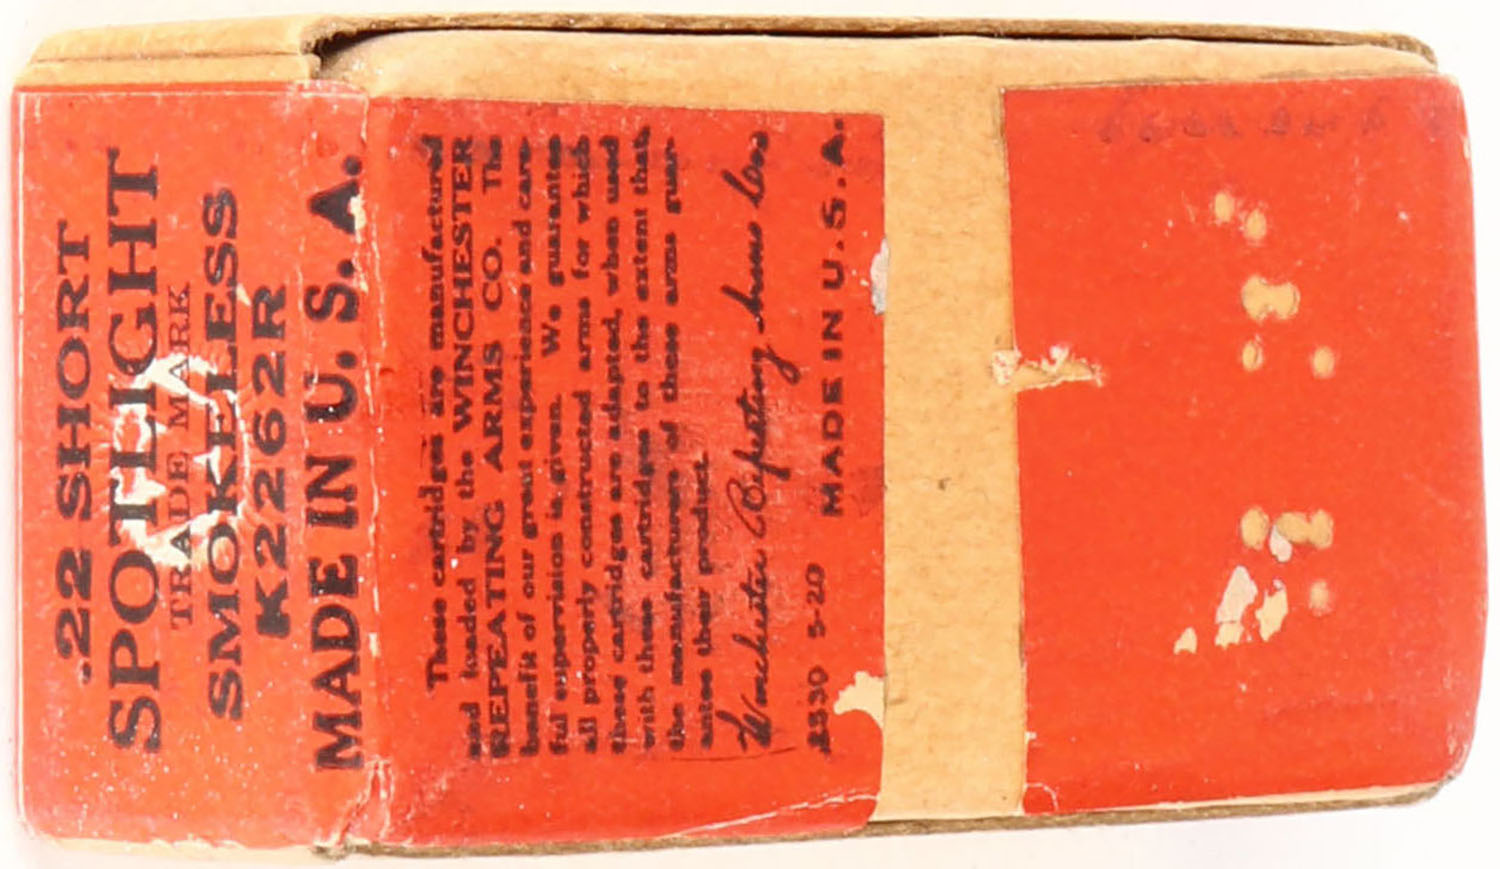 .22 SHORT
SPOTLIGHT
TRADE MARK
SMOKELESS
K2262R
MADE IN U. S. A.
These cartridges are manufactured
and loaded by the WINCHESTER
REPEATING ARMS CO. The
benefit of our great experience and care-
ful supervision is given. We guarantee
all properly constructed arms for which
these cartridges are adapted, when used
with these cartridges to the extent that
the manufacturers of these arms guar-
antee their product.
Winchester Repeating Arms Co.
5-20 MADE IN U.S.A.